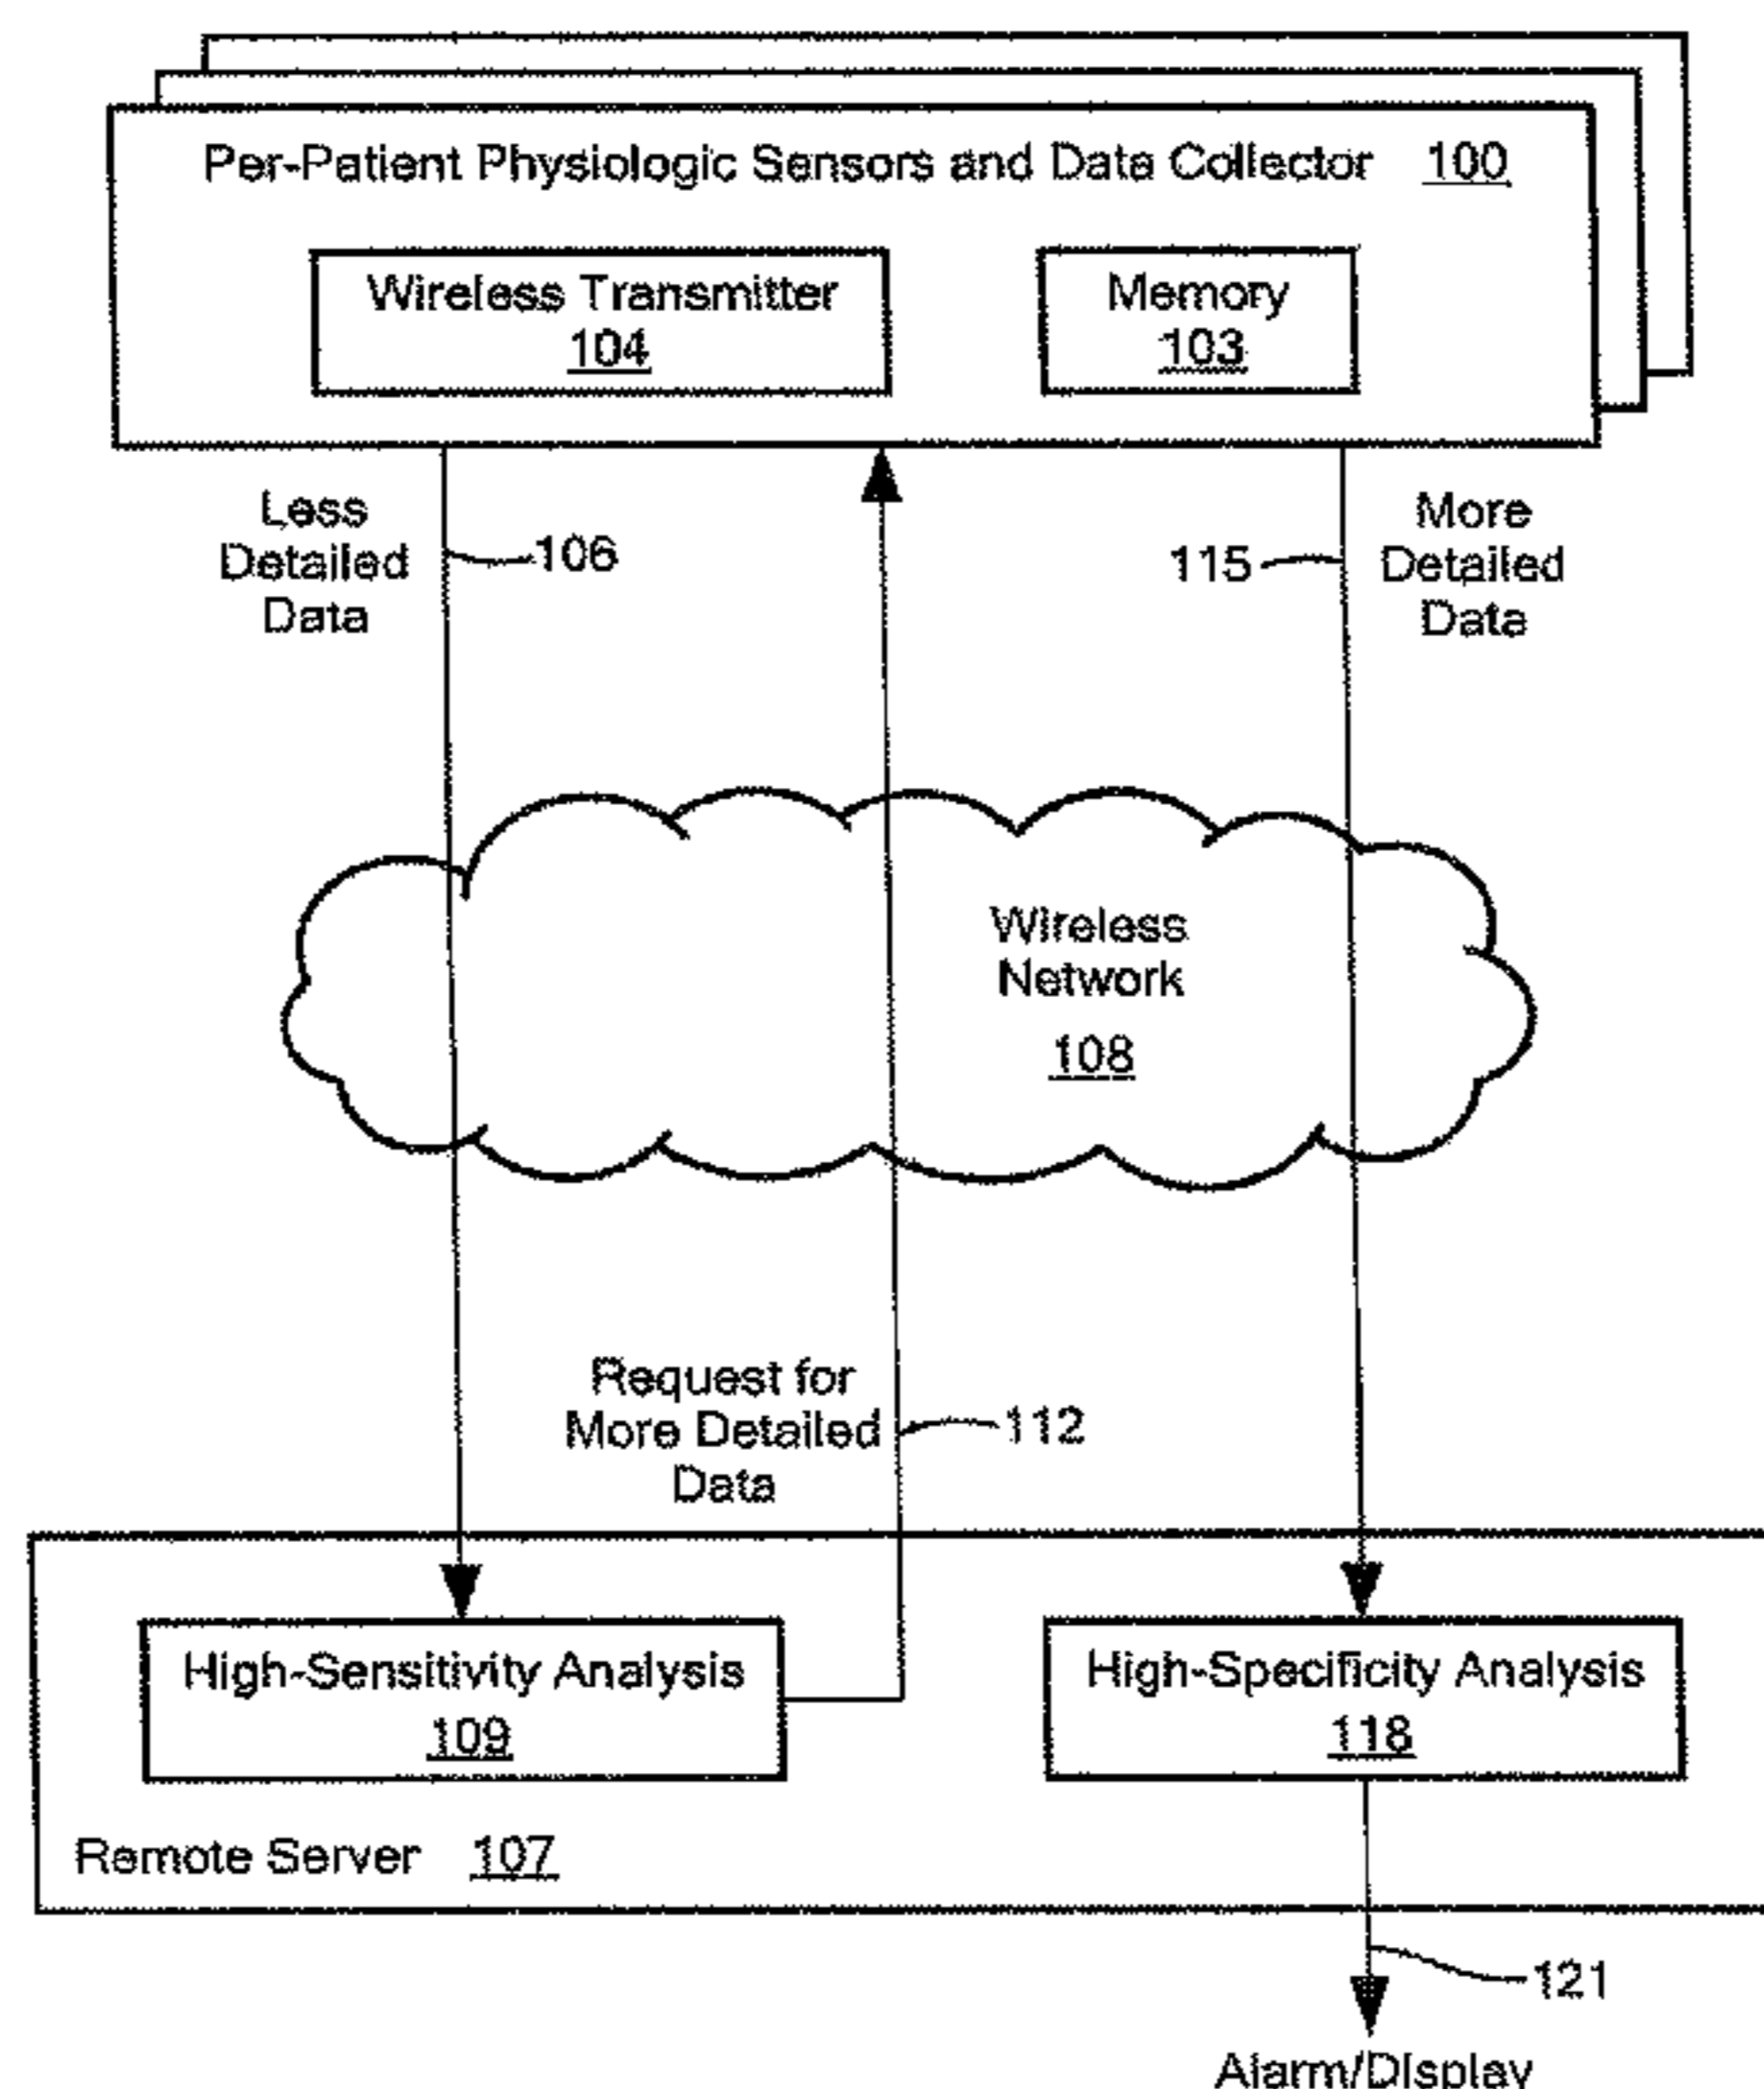 Per-Patient Physiologic Sensors and Data Collector 100
Wireless Transmitter
104
Memory
103
Less
Detailed
Data
106
115
More
Detailed
Data
Wireless
Network
108
Request for
More Detailed
Data
112
High-Sensitivity Analysis
109
High-Specificity Analysis
118
Remote Server 107
121
Alarm/Display